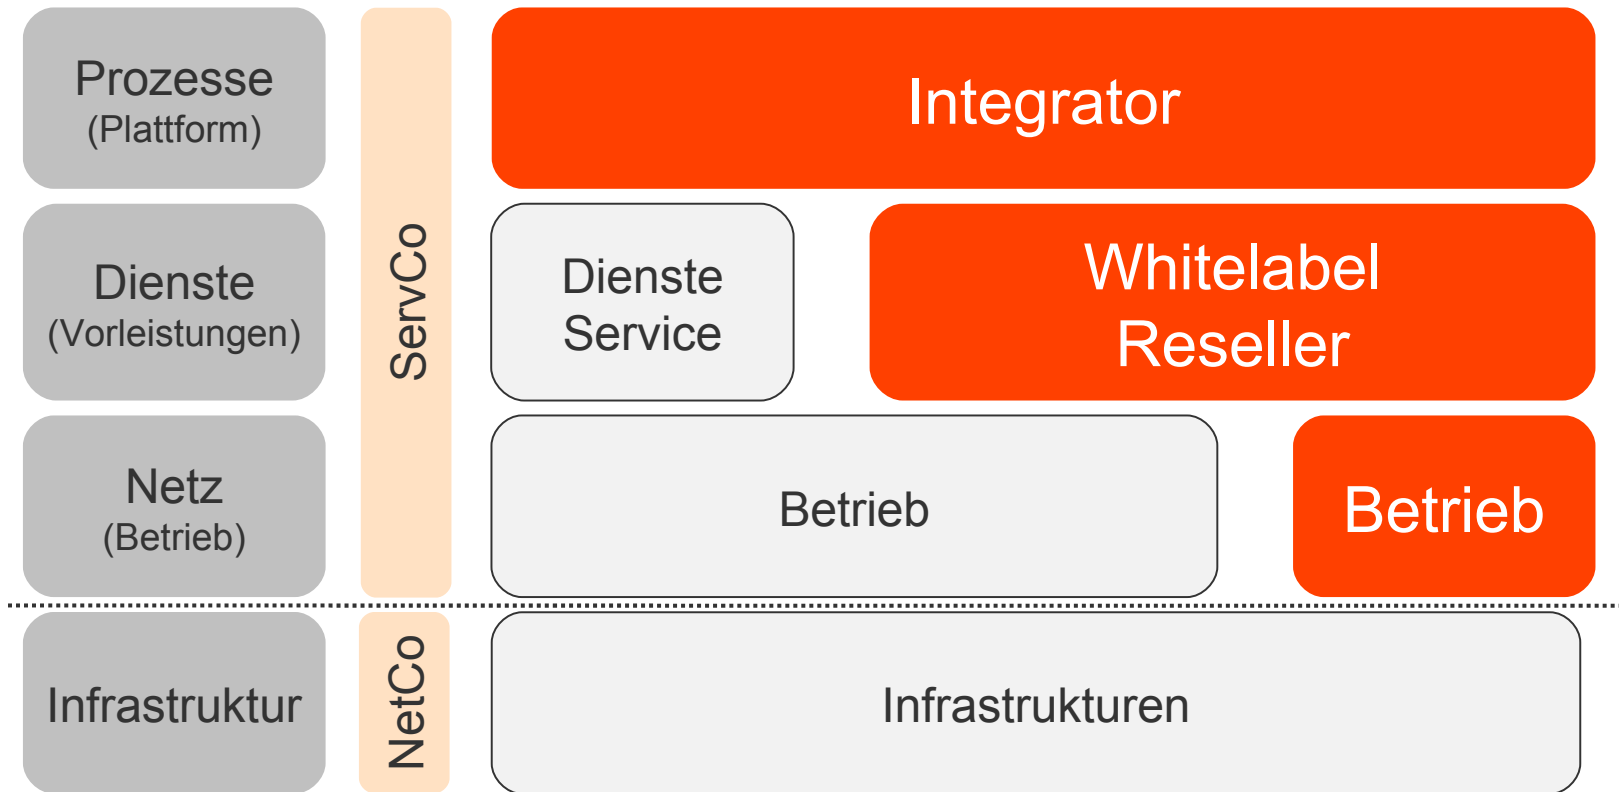 Prozesse
(Plattform)
ServCo
Integrator
Dienste
(Vorleistungen)
Dienste
Service
Whitelabel
Reseller
Netz
(Betrieb)
Betrieb
Betrieb
Infrastruktur
NetCo
Infrastrukturen